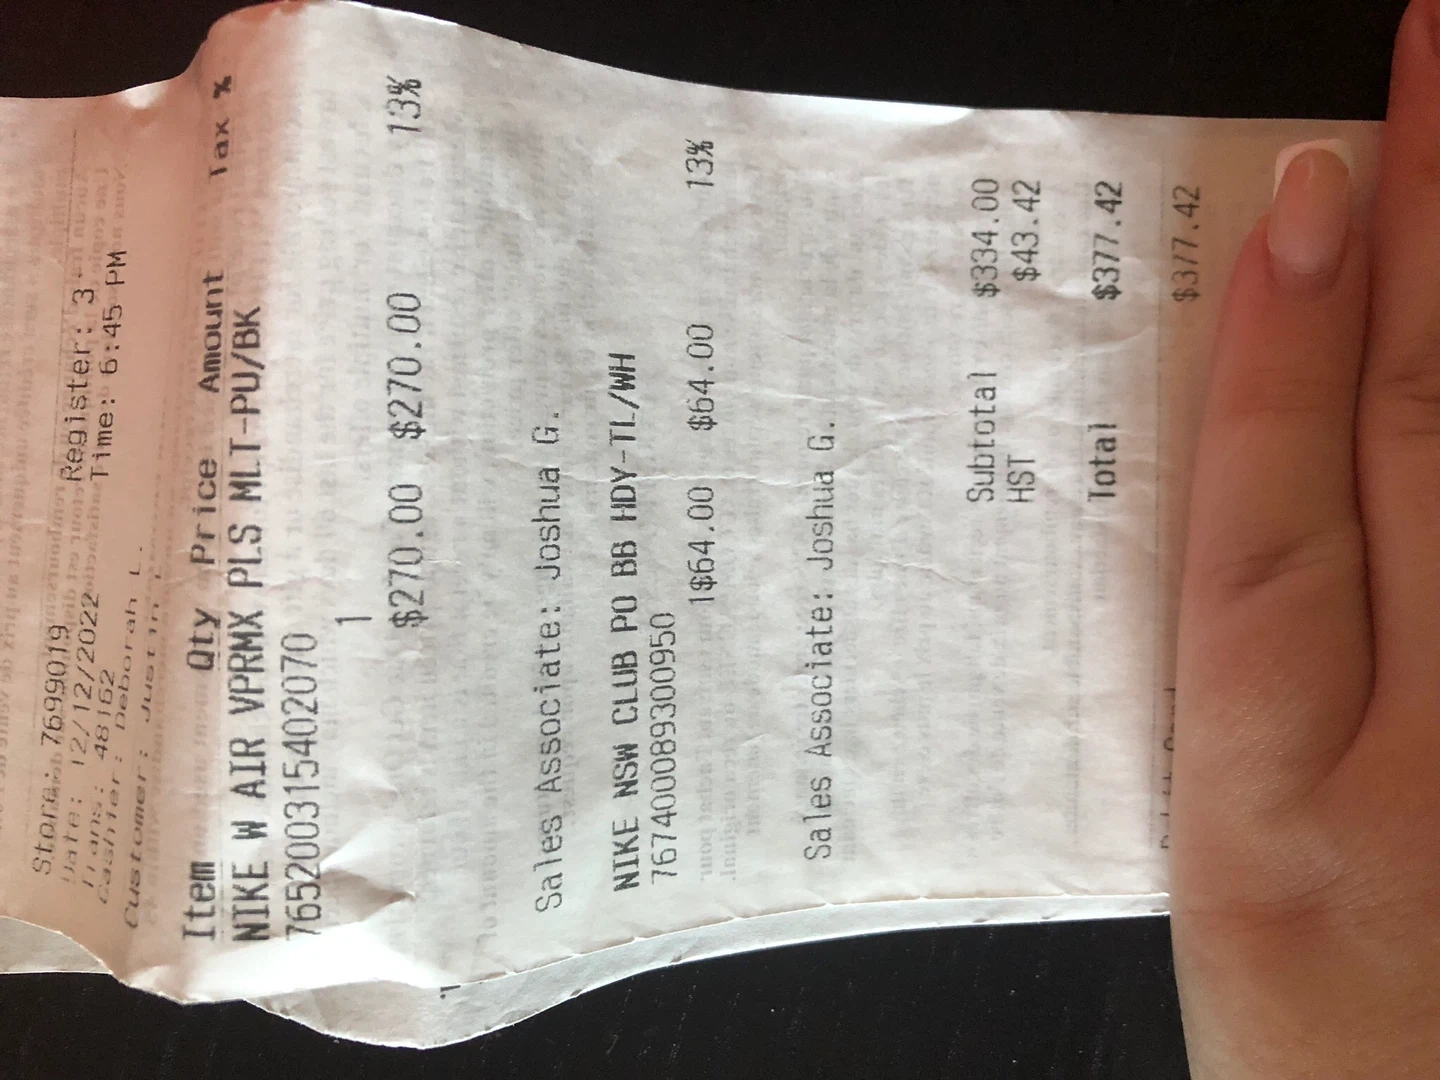 Store: 7699019 Register: 3
Date: 12/12/2022 Time: 6:45 PM
Trans: 48162
Cashier: Deborah L.
Customer: Justin
Item Qty Price Amount Tax %
NIKE W AIR VPRMX PLS MLT-PU/BK
765200315402070
1
$270.00 $270.00 13%
Sales Associate: Joshua G.
NIKE NSW CLUB PO BB HDY-TL/WH
767400089300950
1$64.00 $64.00 13%
Sales Associate: Joshua G.
Subtotal $334.00
HST $43.42
Total $377.42
$377.42